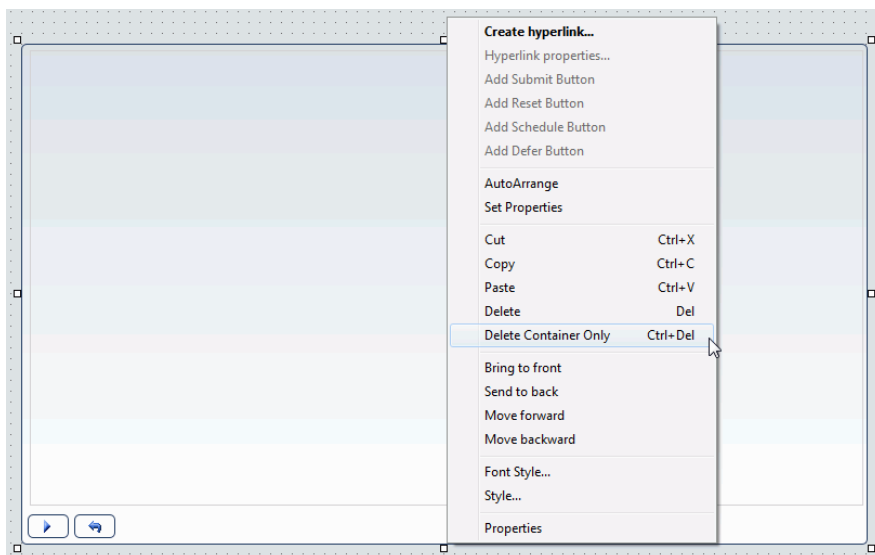 Create hyperlink...
Hyperlink properties...
Add Submit Button
Add Reset Button
Add Schedule Button
Add Defer Button
AutoArrange
Set Properties
Cut Ctrl+X
Copy Ctrl+C
Paste Ctrl+V
Delete Del
Delete Container Only Ctrl+Del
Bring to front
Send to back
Move forward
Move backward
Font Style...
Style...
Properties